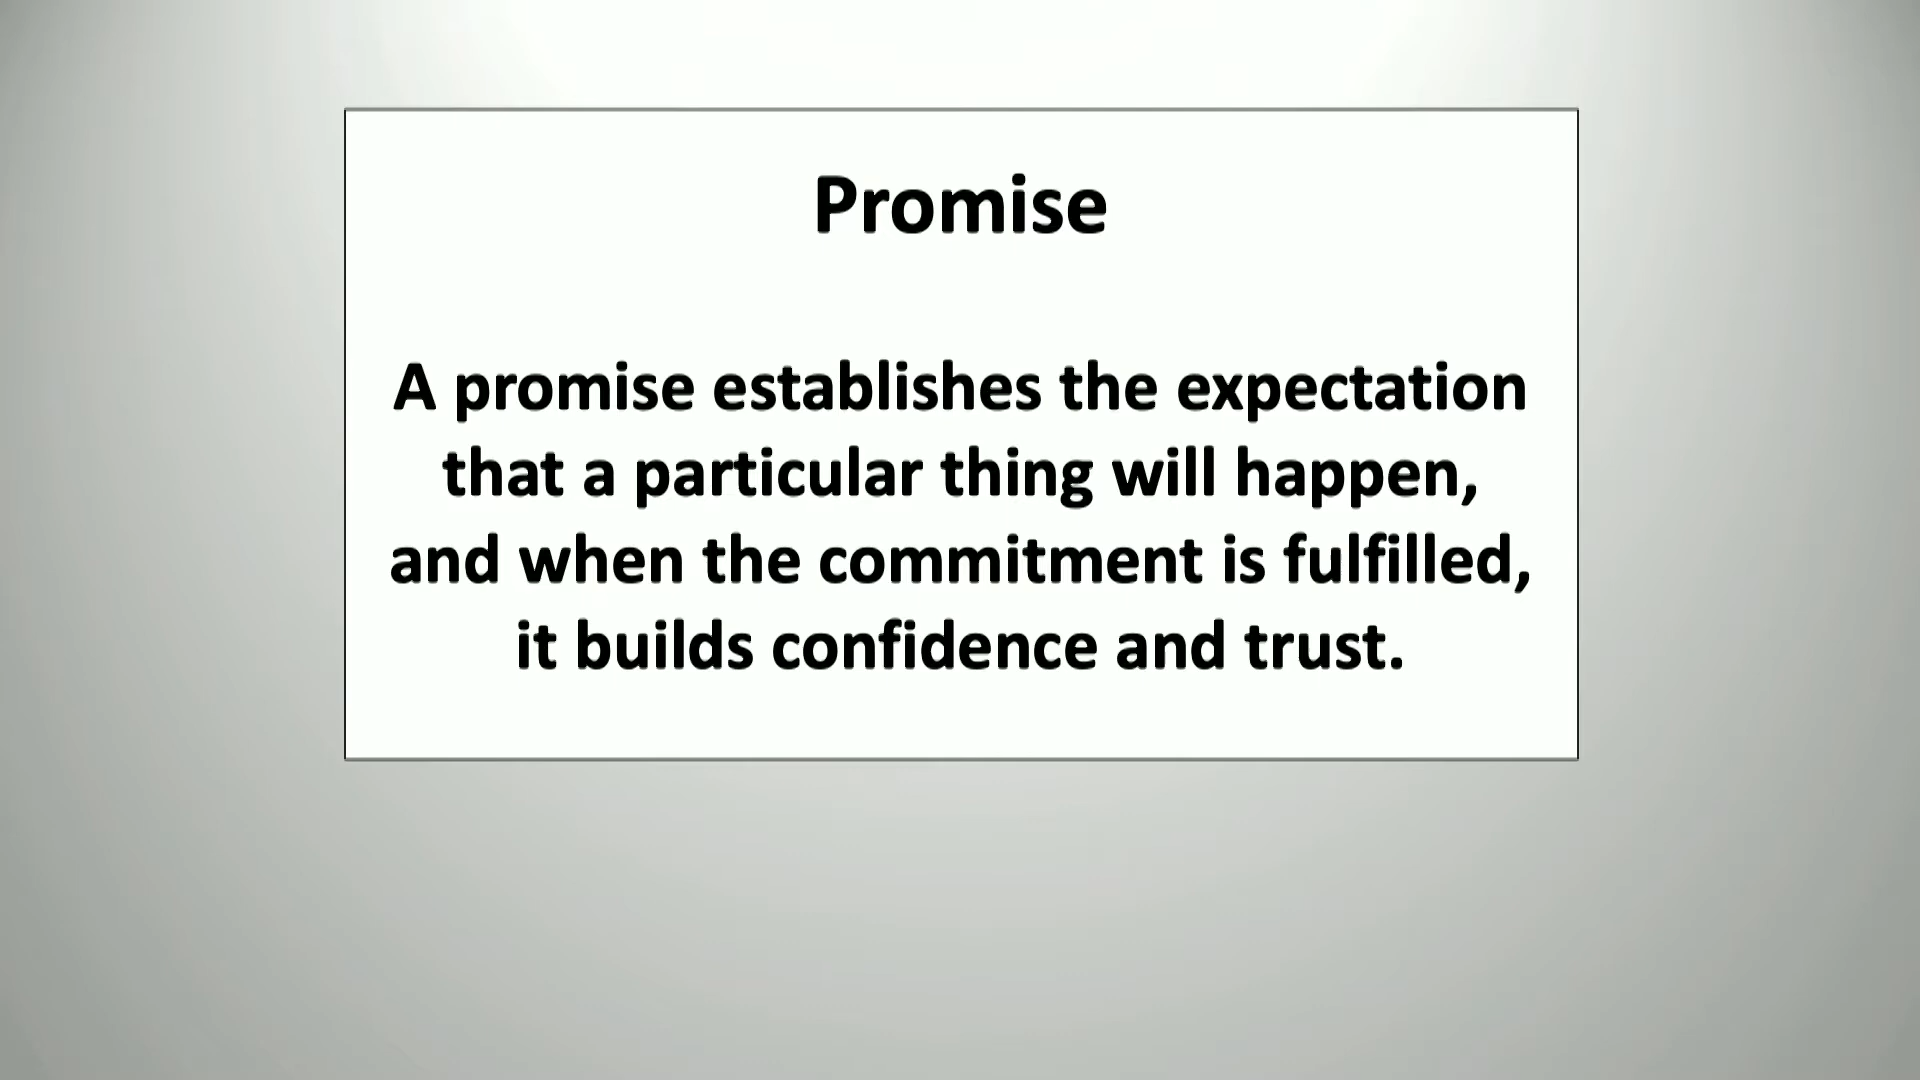 Promise
A promise establishes the expectation
that a particular thing will happen,
and when the commitment is fulfilled,
it builds confidence and trust.